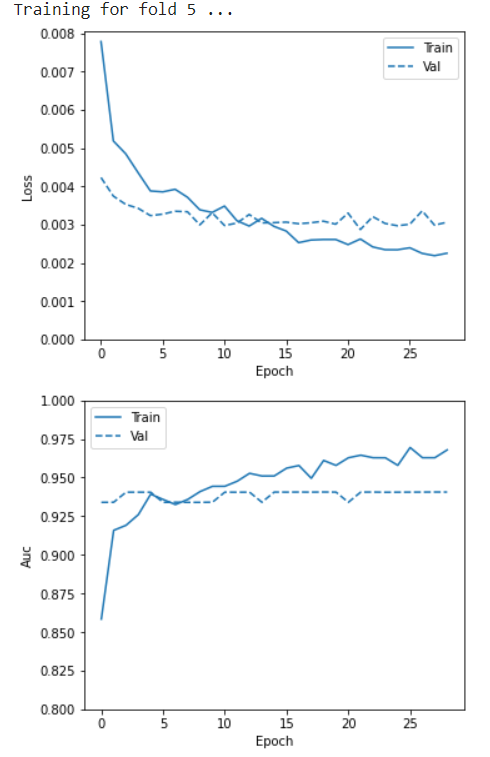 Training for fold 5 ...
0.008
0.007
0.006
0.005
0.004
0.003
0.002
0.001
0.000
Loss
Train
Val
0 5 10 15 20 25
Epoch
1.000
0.975
0.950
0.925
0.900
0.875
0.850
0.825
0.800
Auc
Train
Val
0 5 10 15 20 25
Epoch